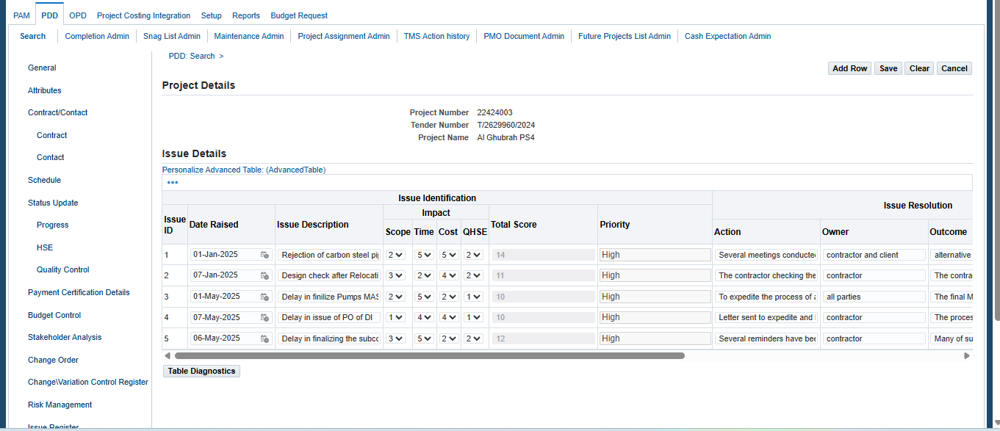 PAM PDD OPD Project Costing Integration Setup Reports Budget Request
Search Completion Admin Snag List Admin Maintenance Admin Project Assignment Admin TMS Action history PMO Document Admin Future Projects List Admin Cash Expectation Admin
General
Attributes
Contract/Contact
Contract
Contact
Schedule
Status Update
Progress
HSE
Quality Control
Payment Certification Details
Budget Control
Stakeholder Analysis
Change Order
Change\Variation Control Register
Risk Management
Issue Register
PDD: Search >
Add Row Save Clear Cancel
Project Details
Project Number 22424003
Tender Number T/2629960/2024
Project Name Al Ghubrah PS4
Issue Details
Personalize Advanced Table: (AdvancedTable)
Issue Identification Issue Resolution
Impact
Issue ID Date Raised Issue Description Scope Time Cost QHSE Total Score Priority Action Owner Outcome
1 01-Jan-2025 Rejection of carbon steel pi 2 5 5 2 14 High Several meetings conducte contractor and client alternative
2 07-Jan-2025 Design check after Relocati 3 2 4 2 11 High The contractor checking the contractor The contra
3 01-May-2025 Delay in finilize Pumps MAS 2 5 2 1 10 High To expedite the process of all parties The final M
4 07-May-2025 Delay in issue of PO of DI 1 4 4 1 10 High Letter sent to expedite and contractor The proces
5 06-May-2025 Delay in finalizing the subco 3 5 2 2 12 High Several reminders have bee contractor Many of su
Table Diagnostics